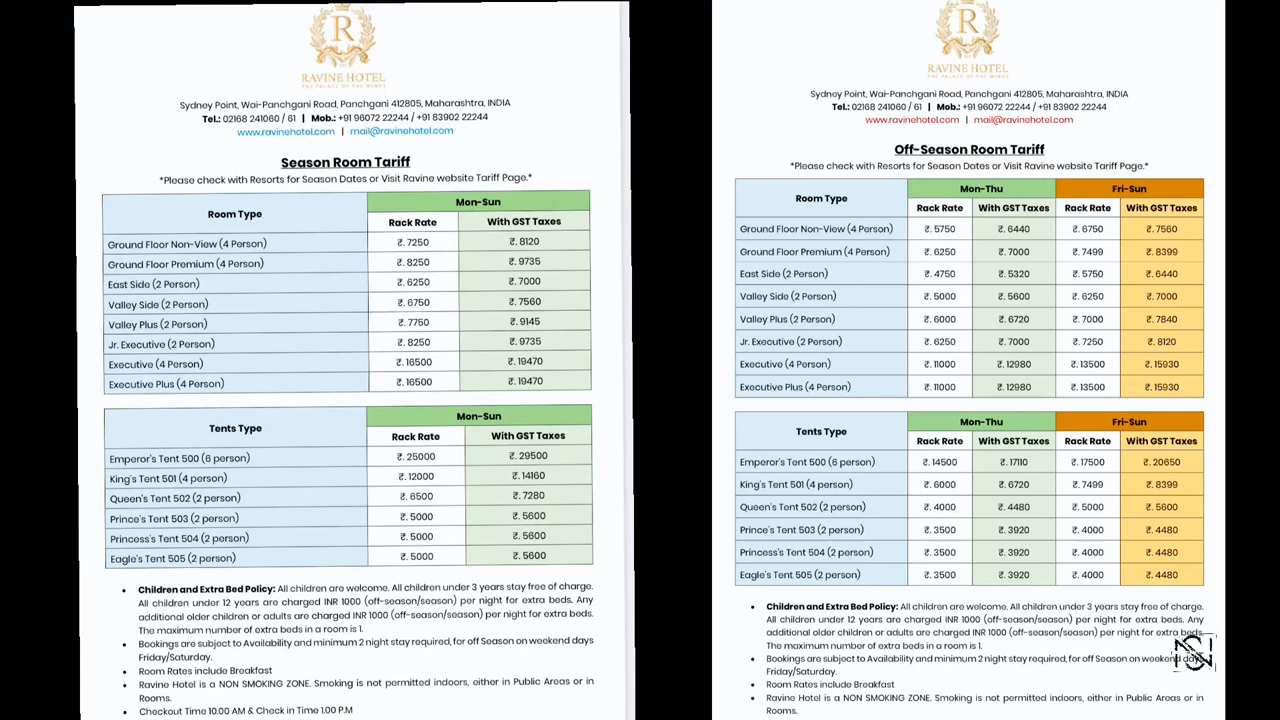 R
RAVINE HOTEL
THE PALACE OF THE WINDS
Sydney Point, Wai-Panchgani Road, Panchgani 412805, Maharashtra, INDIA
Tel.: 02168 241060 / 61 | Mob.: +91 96072 22244 / +91 83902 22244
www.ravinehotel.com | mail@ravinehotel.com
Season Room Tariff
*Please check with Resorts for Season Dates or Visit Ravine website Tariff Page.*
Room Type Mon-Sun
Rack Rate With GST Taxes
Ground Floor Non-View (4 Person) ₹. 7250 ₹. 8120
Ground Floor Premium (4 Person) ₹. 8250 ₹. 9735
East Side (2 Person) ₹. 6250 ₹. 7000
Valley Side (2 Person) ₹. 6750 ₹. 7560
Valley Plus (2 Person) ₹. 7750 ₹. 9145
Jr. Executive (2 Person) ₹. 8250 ₹. 9735
Executive (4 Person) ₹. 16500 ₹. 19470
Executive Plus (4 Person) ₹. 16500 ₹. 19470
Tents Type Mon-Sun
Rack Rate With GST Taxes
Emperor's Tent 500 (6 person) ₹. 25000 ₹. 29500
King's Tent 501 (4 person) ₹. 12000 ₹. 14160
Queen's Tent 502 (2 person) ₹. 6500 ₹. 7280
Prince's Tent 503 (2 person) ₹. 5000 ₹. 5600
Princess's Tent 504 (2 person) ₹. 5000 ₹. 5600
Eagle's Tent 505 (2 person) ₹. 5000 ₹. 5600
• Children and Extra Bed Policy: All children are welcome. All children under 3 years stay free of charge.
All children under 12 years are charged INR 1000 (off-season/season) per night for extra beds. Any
additional older children or adults are charged INR 1000 (off-season/season) per night for extra beds.
The maximum number of extra beds in a room is 1.
• Bookings are subject to Availability and minimum 2 night stay required, for off Season on weekend days
Friday/Saturday.
• Room Rates include Breakfast
• Ravine Hotel is a NON SMOKING ZONE. Smoking is not permitted indoors, either in Public Areas or in
Rooms.
• Checkout Time 10.00 AM & Check in Time 1.00 P.M
R
RAVINE HOTEL
THE PALACE OF THE WINDS
Sydney Point, Wai-Panchgani Road, Panchgani 412805, Maharashtra, INDIA
Tel.: 02168 241060 / 61 | Mob.: +91 96072 22244 / +91 83902 22244
www.ravinehotel.com | mail@ravinehotel.com
Off-Season Room Tariff
*Please check with Resorts for Season Dates or Visit Ravine website Tariff Page.*
Room Type Mon-Thu Fri-Sun
Rack Rate With GST Taxes Rack Rate With GST Taxes
Ground Floor Non-View (4 Person) ₹. 5750 ₹. 6440 ₹. 6750 ₹. 7560
Ground Floor Premium (4 Person) ₹. 6250 ₹. 7000 ₹. 7499 ₹. 8399
East Side (2 Person) ₹. 4750 ₹. 5320 ₹. 5750 ₹. 6440
Valley Side (2 Person) ₹. 5000 ₹. 5600 ₹. 6250 ₹. 7000
Valley Plus (2 Person) ₹. 6000 ₹. 6720 ₹. 7000 ₹. 7840
Jr. Executive (2 Person) ₹. 6250 ₹. 7000 ₹. 7250 ₹. 8120
Executive (4 Person) ₹. 11000 ₹. 12980 ₹. 13500 ₹. 15930
Executive Plus (4 Person) ₹. 11000 ₹. 12980 ₹. 13500 ₹. 15930
Tents Type Mon-Thu Fri-Sun
Rack Rate With GST Taxes Rack Rate With GST Taxes
Emperor's Tent 500 (6 person) ₹. 14500 ₹. 17110 ₹. 17500 ₹. 20650
King's Tent 501 (4 person) ₹. 6000 ₹. 6720 ₹. 7499 ₹. 8399
Queen's Tent 502 (2 person) ₹. 4000 ₹. 4480 ₹. 5000 ₹. 5600
Prince's Tent 503 (2 person) ₹. 3500 ₹. 3920 ₹. 4000 ₹. 4480
Princess's Tent 504 (2 person) ₹. 3500 ₹. 3920 ₹. 4000 ₹. 4480
Eagle's Tent 505 (2 person) ₹. 3500 ₹. 3920 ₹. 4000 ₹. 4480
• Children and Extra Bed Policy: All children are welcome. All children under 3 years stay free of charge.
All children under 12 years are charged INR 1000 (off-season/season) per night for extra beds. Any
additional older children or adults are charged INR 1000 (off-season/season) per night for extra beds.
The maximum number of extra beds in a room is 1.
• Bookings are subject to Availability and minimum 2 night stay required, for off Season on weekend days
Friday/Saturday.
• Room Rates include Breakfast
• Ravine Hotel is a NON SMOKING ZONE. Smoking is not permitted indoors, either in Public Areas or in
Rooms.